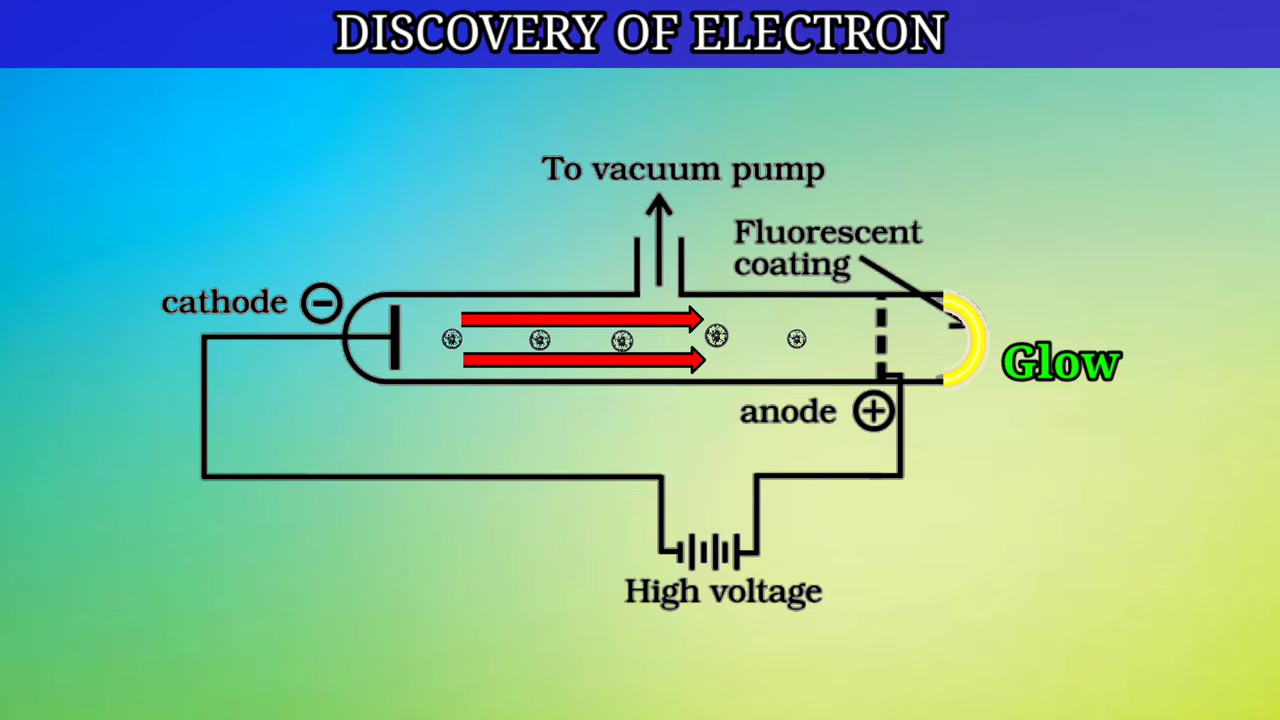 DISCOVERY OF ELECTRON
To vacuum pump
Fluorescent
coating
cathode
Glow
anode
High voltage